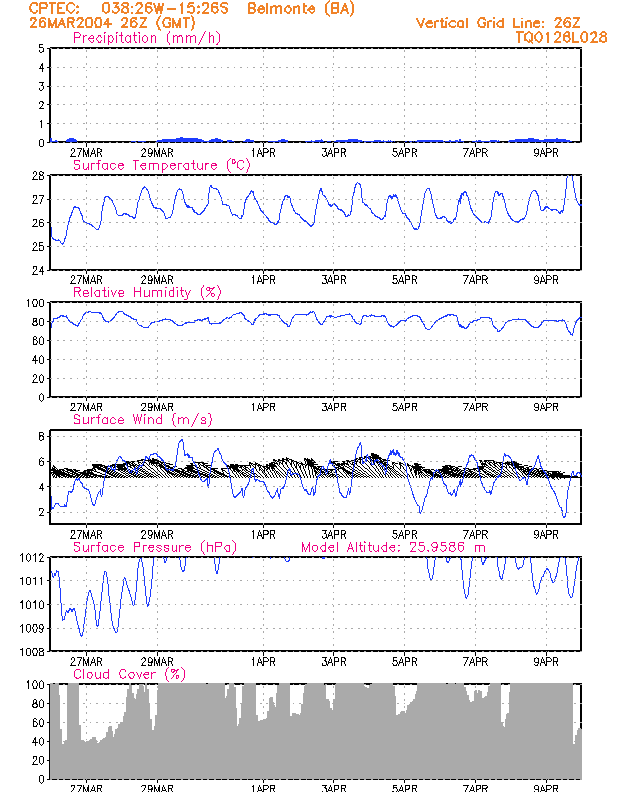 CPTEC: 038:26W-15:26S Belmonte (BA)
26MAR2004 26Z (GMT) Vertical Grid Line: 26Z
Precipitation (mm/h) TQ0126L028
5
4
3
2
1
0
27MAR 29MAR 1APR 3APR 5APR 7APR 9APR
Surface Temperature (°C)
28
27
26
25
24
27MAR 29MAR 1APR 3APR 5APR 7APR 9APR
Relative Humidity (%)
100
80
60
40
20
0
27MAR 29MAR 1APR 3APR 5APR 7APR 9APR
Surface Wind (m/s)
8
6
4
2
27MAR 29MAR 1APR 3APR 5APR 7APR 9APR
Surface Pressure (hPa) Model Altitude: 25.9586 m
1012
1011
1010
1009
1008
27MAR 29MAR 1APR 3APR 5APR 7APR 9APR
Cloud Cover (%)
100
80
60
40
20
0
27MAR 29MAR 1APR 3APR 5APR 7APR 9APR